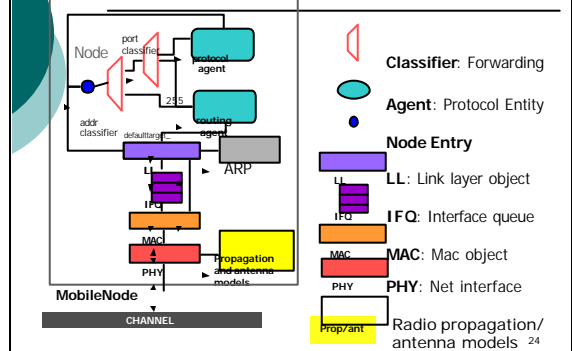 Node
port
classifier
protocol
agent
255
addr
classifier
routing
agent
defaulttarget_
LL
ARP
IFQ
MAC
PHY
Propagation
and antenna
models
MobileNode
CHANNEL
Classifier: Forwarding
Agent: Protocol Entity
Node Entry
LL
LL: Link layer object
IFQ
IFQ: Interface queue
MAC
MAC: Mac object
PHY
PHY: Net interface
Prop/ant
Radio propagation/
antenna models 24